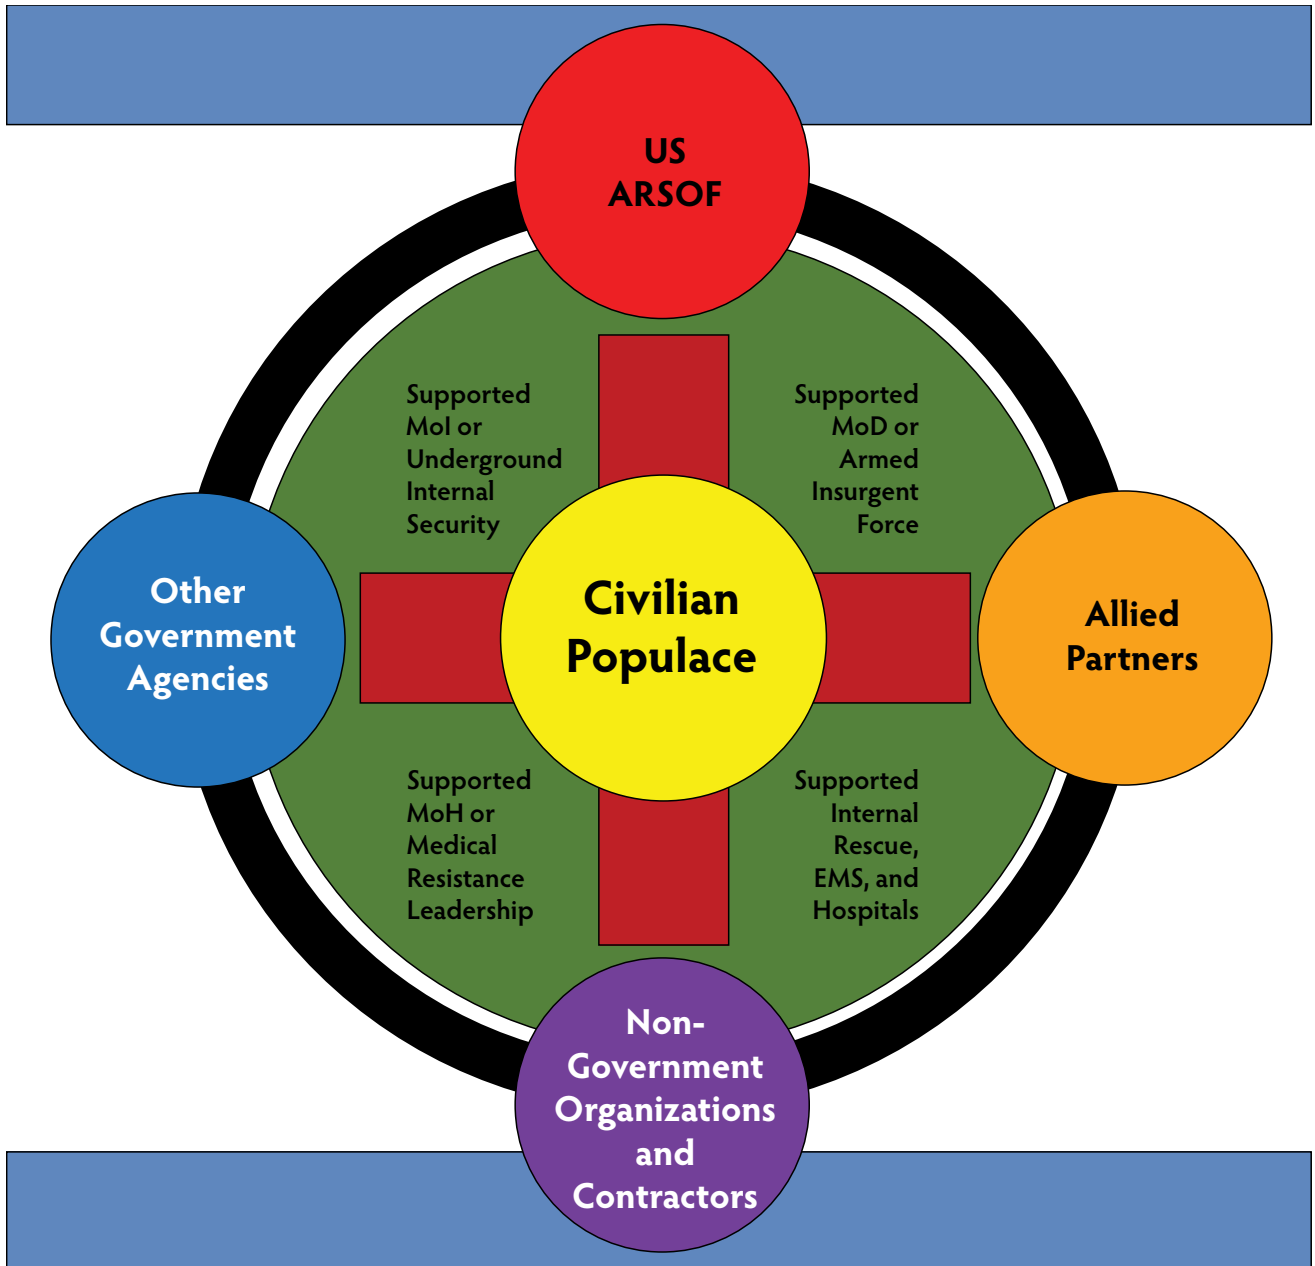 US
ARSOF
Supported
MoI or
Underground
Internal
Security
Supported
MoD or
Armed
Insurgent
Force
Other
Government
Agencies
Civilian
Populace
Allied
Partners
Supported
MoH or
Medical
Resistance
Leadership
Supported
Internal
Rescue,
EMS, and
Hospitals
Non-
Government
Organizations
and
Contractors